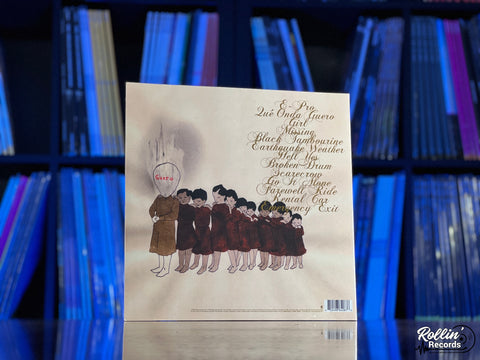 E-Pro
Qué Onda Guero
Girl
Missing
Black Tambourine
Earthquake Weather
Hell Yes
Broken Drum
Scarecrow
Go It Alone
Farewell Ride
Rental Car
Emergency Exit
Guero
Rollin'
Records